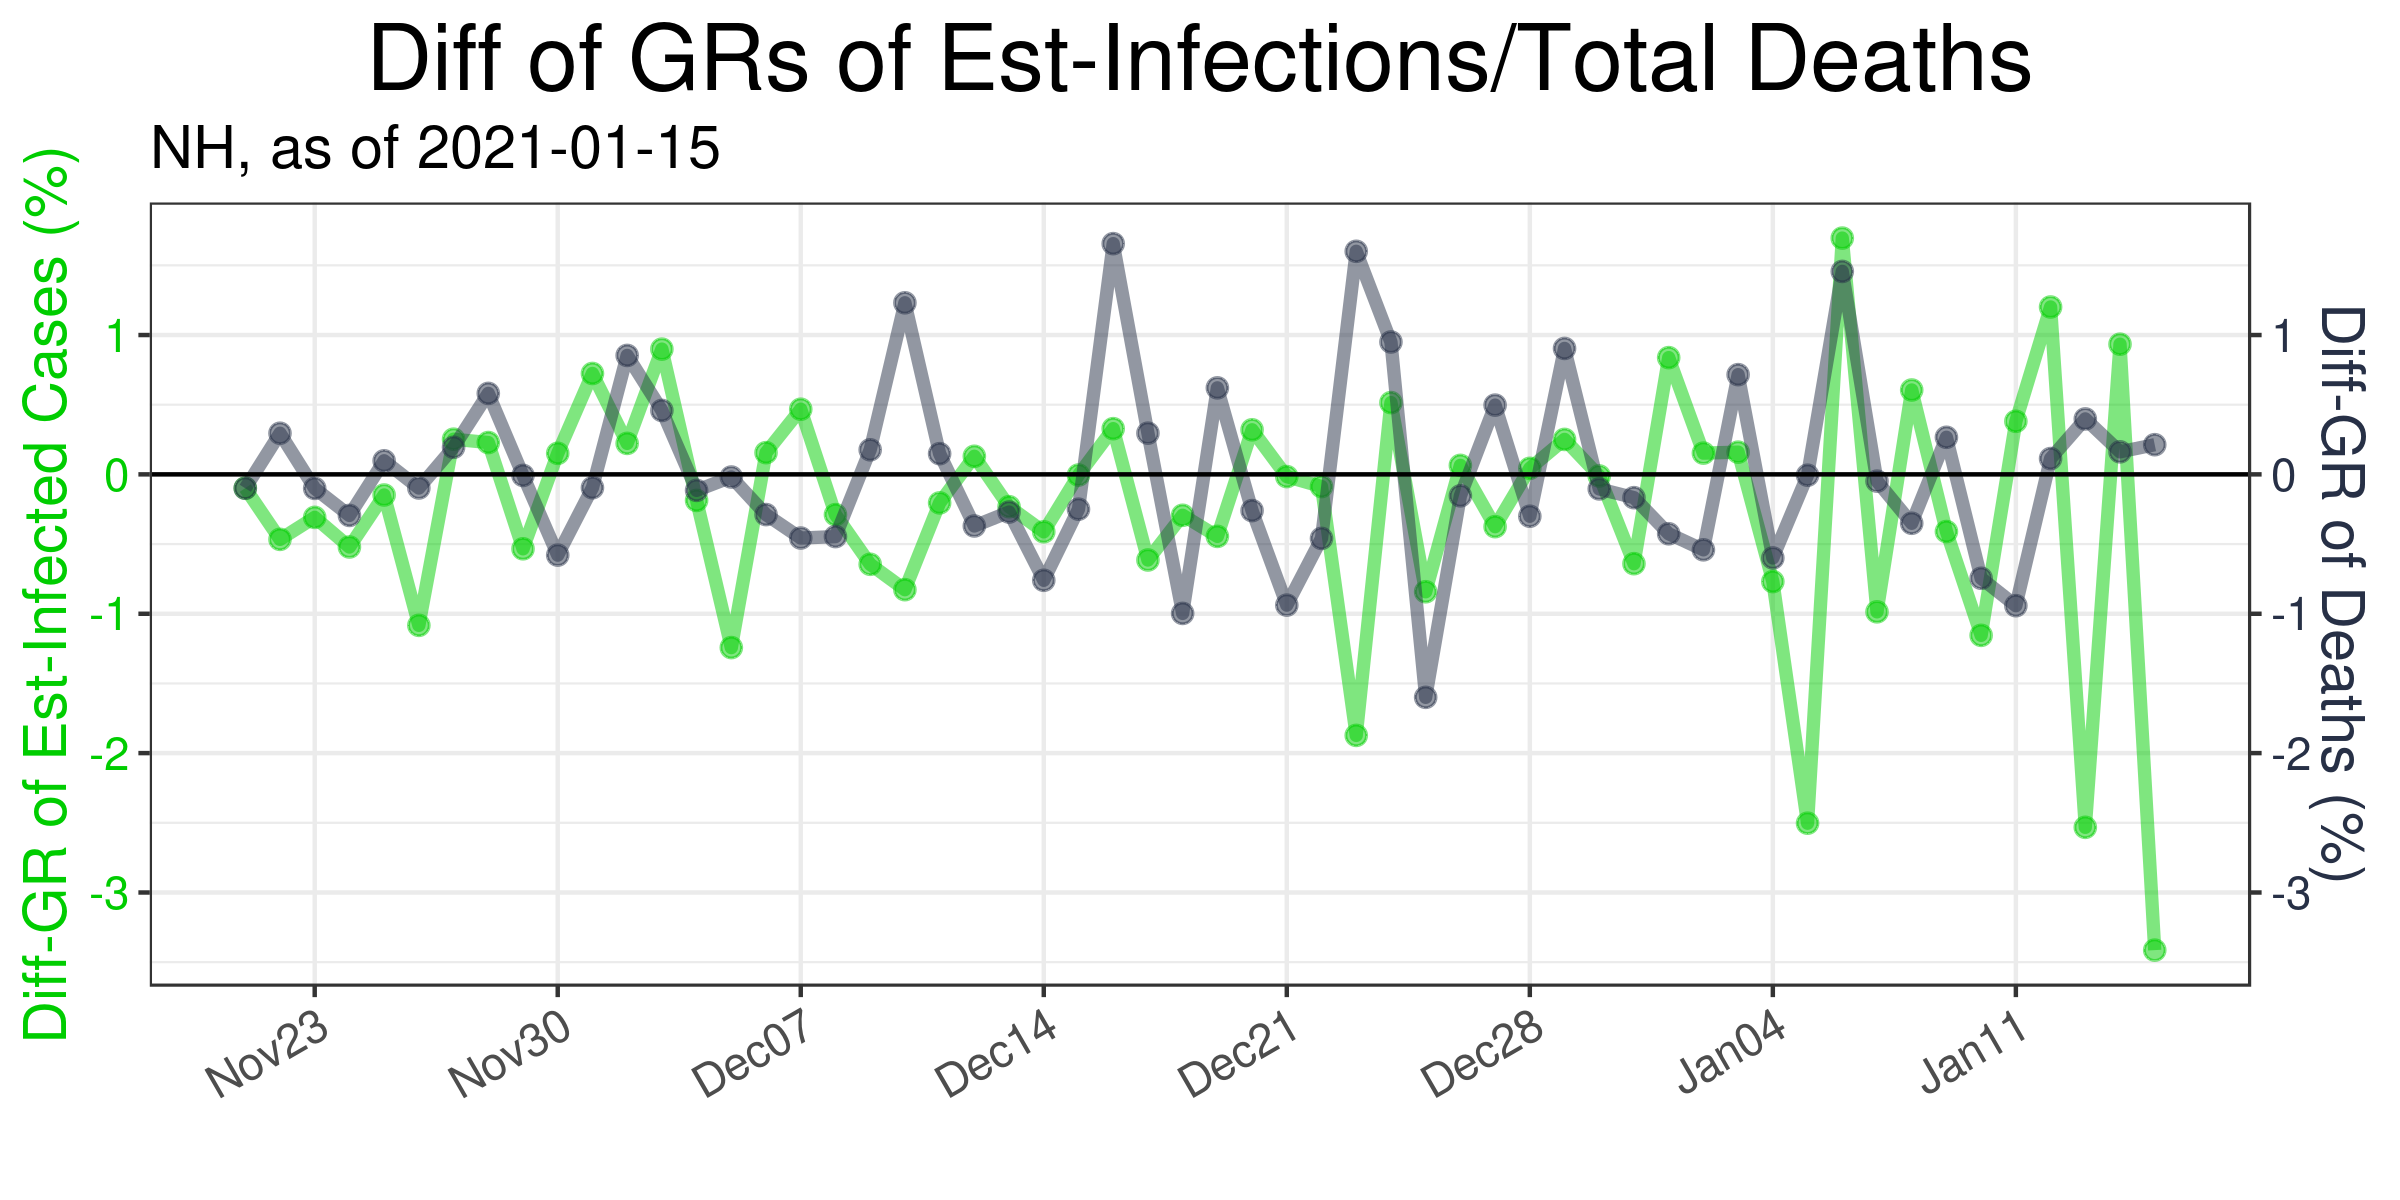 Diff of GRs of Est-Infections/Total Deaths
NH, as of 2021-01-15
Diff-GR of Est-Infected Cases (%)
1
0
-1
-2
-3
1
0
-1
-2
-3
Diff-GR of Deaths (%)
Nov23
Nov30
Dec07
Dec14
Dec21
Dec28
Jan04
Jan11